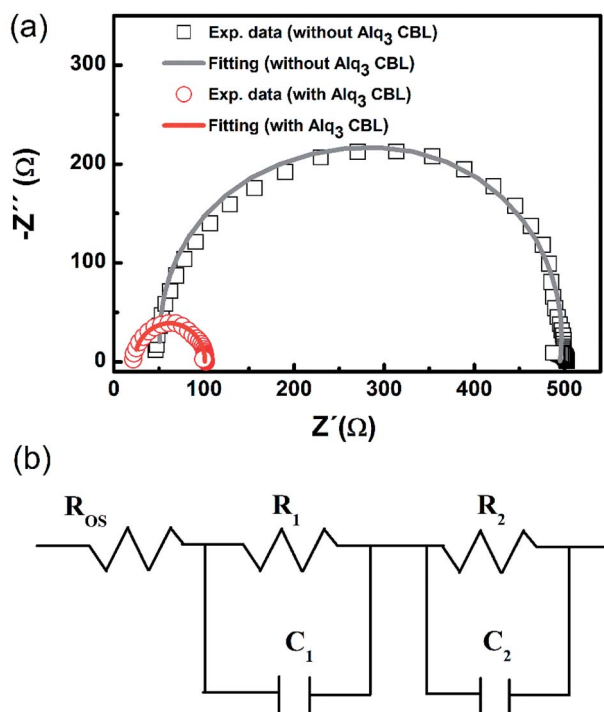 (a)
Exp. data (without Alq3 CBL)
Fitting (without Alq3 CBL)
Exp. data (with Alq3 CBL)
Fitting (with Alq3 CBL)
300
200
100
0
-Z´´ (Ω)
0 100 200 300 400 500
Z´(Ω)
(b)
ROS R1 R2
C1 C2